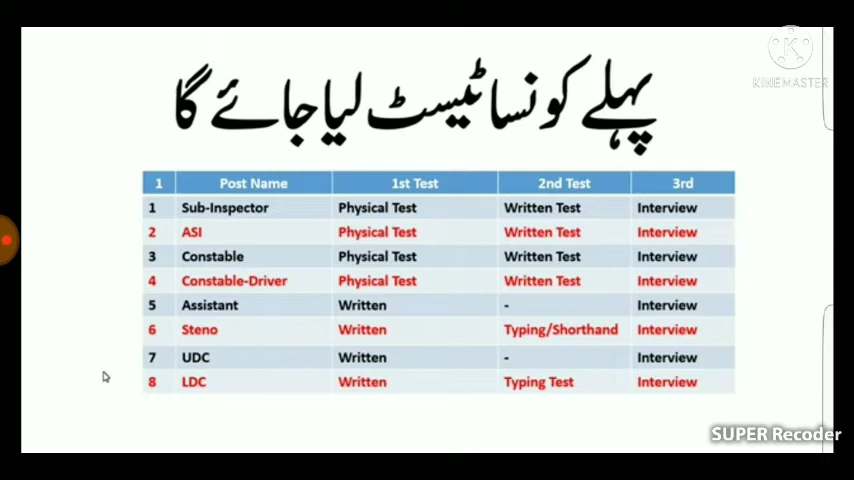 KINEMASTER
پہلے کونسا ٹیسٹ لیا جائے گا
1 Post Name 1st Test 2nd Test 3rd
1 Sub-Inspector Physical Test Written Test Interview
2 ASI Physical Test Written Test Interview
3 Constable Physical Test Written Test Interview
4 Constable-Driver Physical Test Written Test Interview
5 Assistant Written - Interview
6 Steno Written Typing/Shorthand Interview
7 UDC Written - Interview
8 LDC Written Typing Test Interview
SUPER Recoder